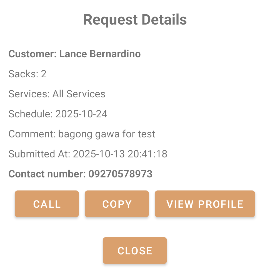 Request Details
Customer: Lance Bernardino
Sacks: 2
Services: All Services
Schedule: 2025-10-24
Comment: bagong gawa for test
Submitted At: 2025-10-13 20:41:18
Contact number: 09270578973
CALL COPY VIEW PROFILE
CLOSE